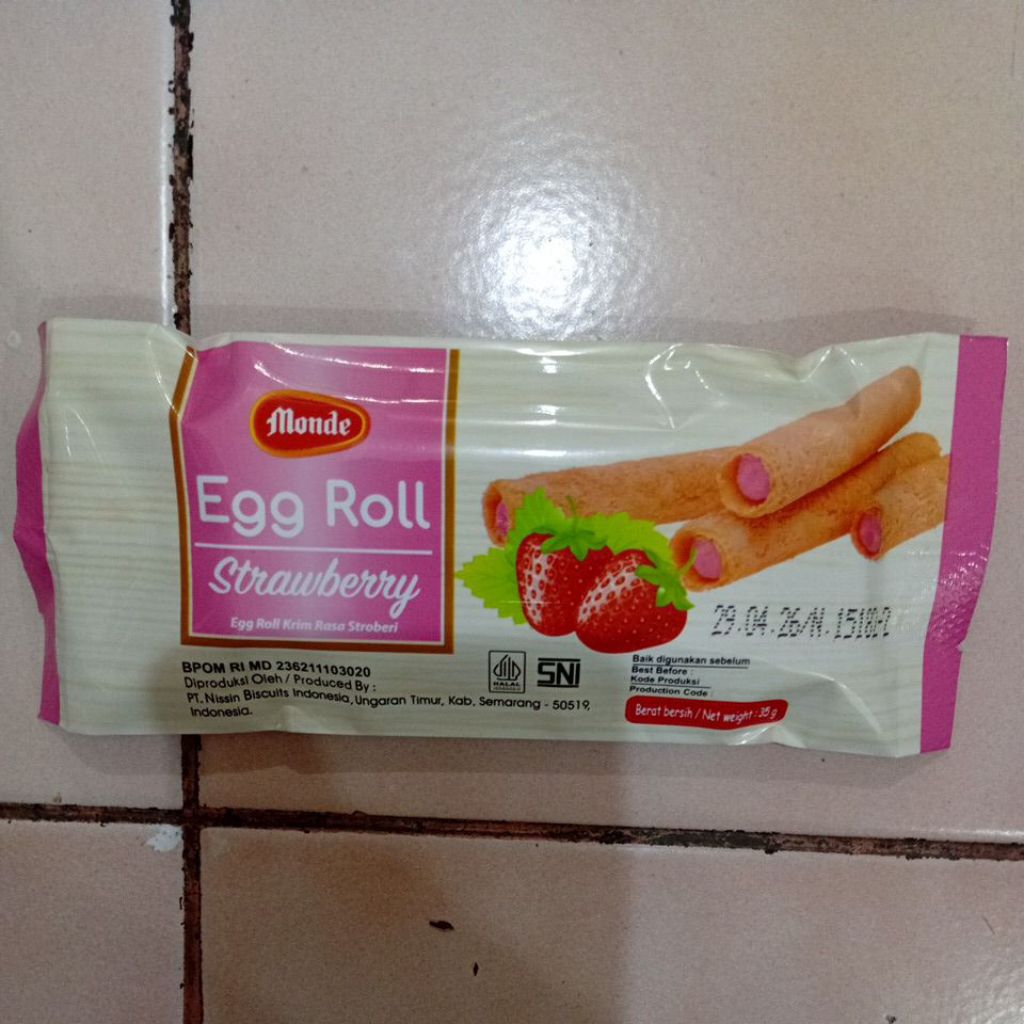 Monde
Egg Roll
Strawberry
Egg Roll Krim Rasa Stroberi
BPOM RI MD 236211103020
Diproduksi Oleh / Produced By :
PT. Nissin Biscuits Indonesia, Ungaran Timur, Kab. Semarang - 50519,
Indonesia.
HALAL
INDONESIA
SNI
29.04.26/N.
Baik digunakan sebelum
Best Before :
Kode Produksi
Production Code :
Berat bersih / Net weight : 35 g